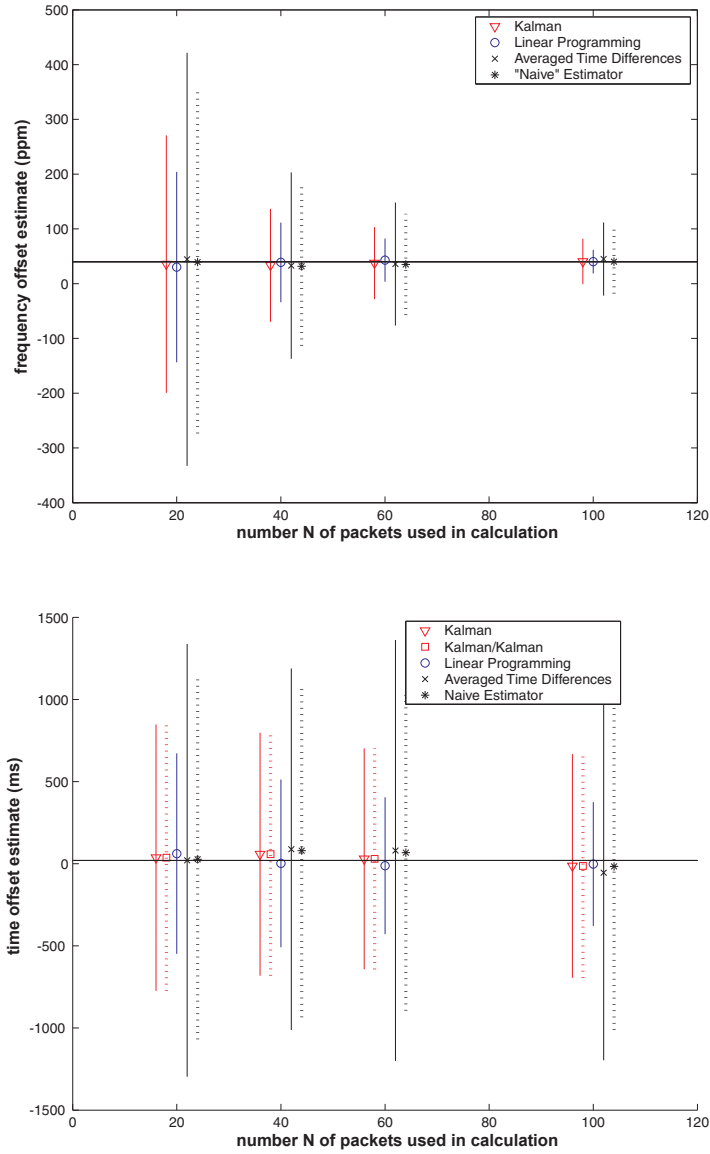 500
400
300
200
100
0
-100
-200
-300
-400
frequency offset estimate (ppm)
Kalman
Linear Programming
Averaged Time Differences
"Naive" Estimator
0 20 40 60 80 100 120
number N of packets used in calculation
1500
1000
500
0
-500
-1000
-1500
time offset estimate (ms)
Kalman
Kalman/Kalman
Linear Programming
Averaged Time Differences
Naive Estimator
0 20 40 60 80 100 120
number N of packets used in calculation